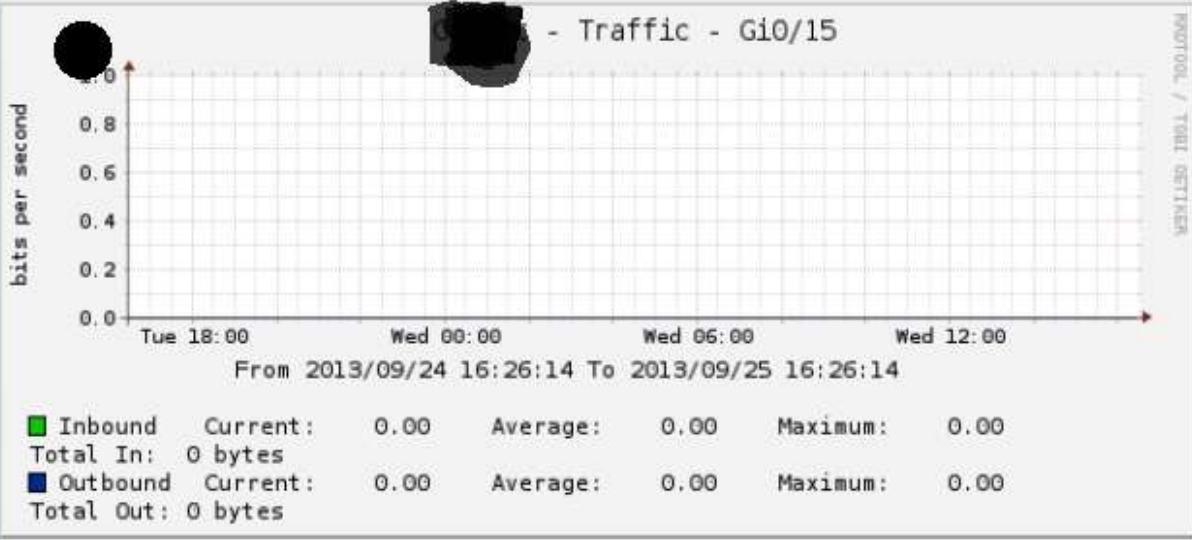 - Traffic - Gi0/15
RRDTOOL / TOBI OETIKER
bits per second
1.0
0.8
0.6
0.4
0.2
0.0
Tue 18:00 Wed 00:00 Wed 06:00 Wed 12:00
From 2013/09/24 16:26:14 To 2013/09/25 16:26:14
Inbound Current: 0.00 Average: 0.00 Maximum: 0.00
Total In: 0 bytes
Outbound Current: 0.00 Average: 0.00 Maximum: 0.00
Total Out: 0 bytes